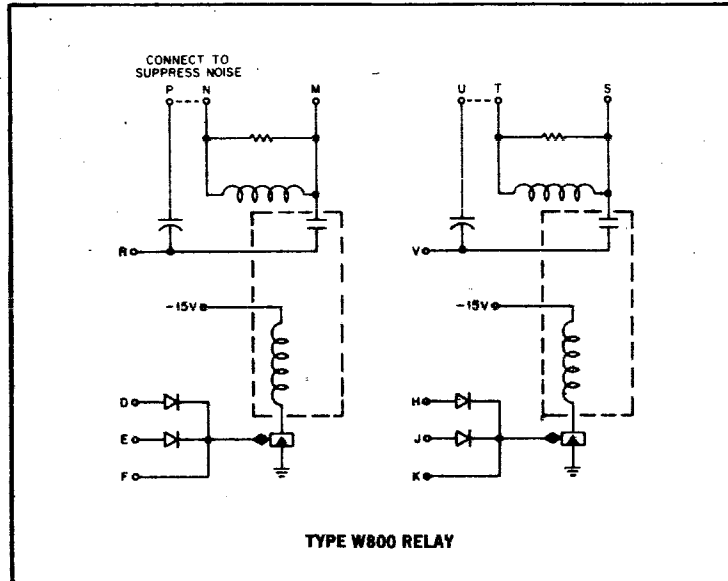 CONNECT TO
SUPPRESS NOISE
P N M
U T S
R
V
-15V
-15V
D
H
E
J
F
K
TYPE W800 RELAY